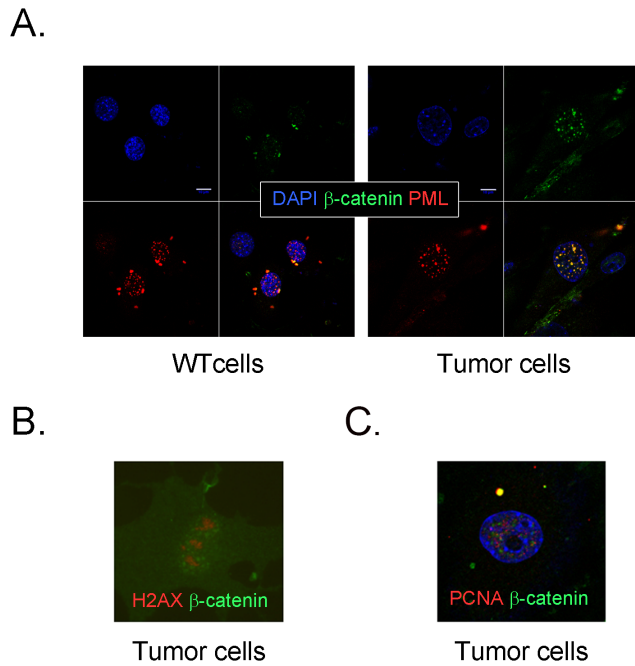 A.
DAPI β-catenin PML
WTcells
Tumor cells
B.
C.
H2AX β-catenin
PCNA β-catenin
Tumor cells
Tumor cells